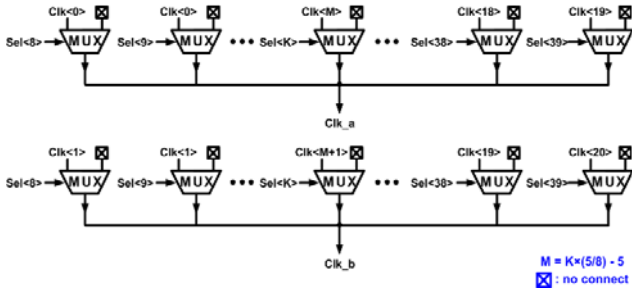 Clk<0> Clk<0> Clk<M> Clk<18> Clk<19>
Sel<8> MUX Sel<9> MUX ••• Sel<K> MUX ••• Sel<38> MUX Sel<39> MUX
Clk_a
Clk<1> Clk<1> Clk<M+1> Clk<19> Clk<20>
Sel<8> MUX Sel<9> MUX ••• Sel<K> MUX ••• Sel<38> MUX Sel<39> MUX
Clk_b
M = K×(5/8) - 5
: no connect